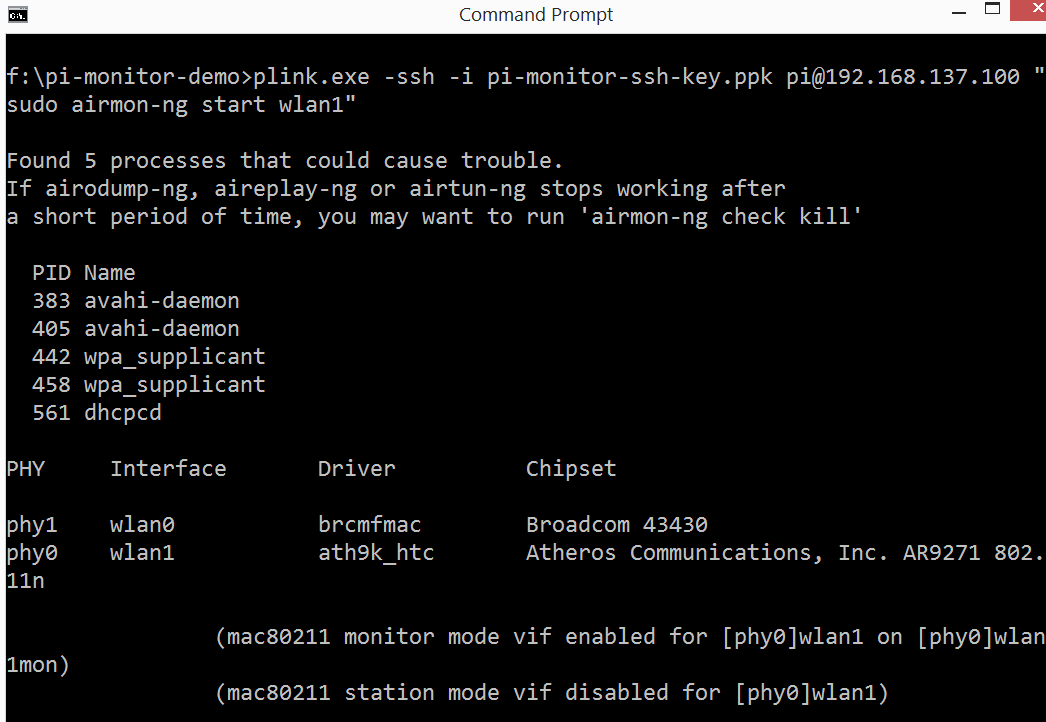 Command Prompt
f:\pi-monitor-demo>plink.exe -ssh -i pi-monitor-ssh-key.ppk pi@192.168.137.100 "
sudo airmon-ng start wlan1"
Found 5 processes that could cause trouble.
If airodump-ng, aireplay-ng or airtun-ng stops working after
a short period of time, you may want to run 'airmon-ng check kill'
PID Name
383 avahi-daemon
405 avahi-daemon
442 wpa_supplicant
458 wpa_supplicant
561 dhcpcd
PHY Interface Driver Chipset
phy1 wlan0 brcmfmac Broadcom 43430
phy0 wlan1 ath9k_htc Atheros Communications, Inc. AR9271 802.
11n
(mac80211 monitor mode vif enabled for [phy0]wlan1 on [phy0]wlan
1mon)
(mac80211 station mode vif disabled for [phy0]wlan1)